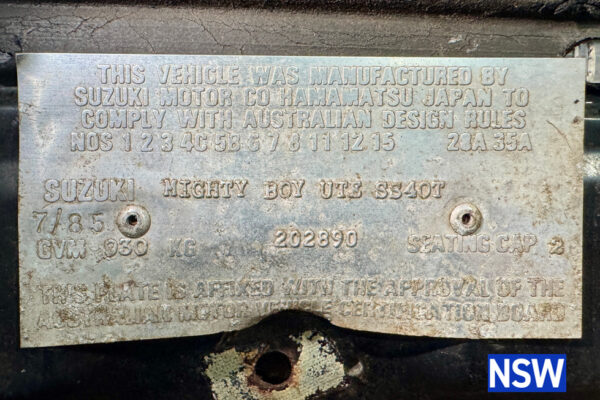 THIS VEHICLE WAS MANUFACTURED BY
SUZUKI MOTOR CO HAMAMATSU JAPAN TO
COMPLY WITH AUSTRALIAN DESIGN RULES
NOS 1 2 3 4C 5B 6 7 8 11 12 15 28A 35A
SUZUKI MIGHTY BOY UTE SS40T
7/85
GVM 930 KG 202890 SEATING CAP 2
THIS PLATE IS AFFIXED WITH THE APPROVAL OF THE
AUSTRALIAN MOTOR VEHICLE CERTIFICATION BOARD
NSW